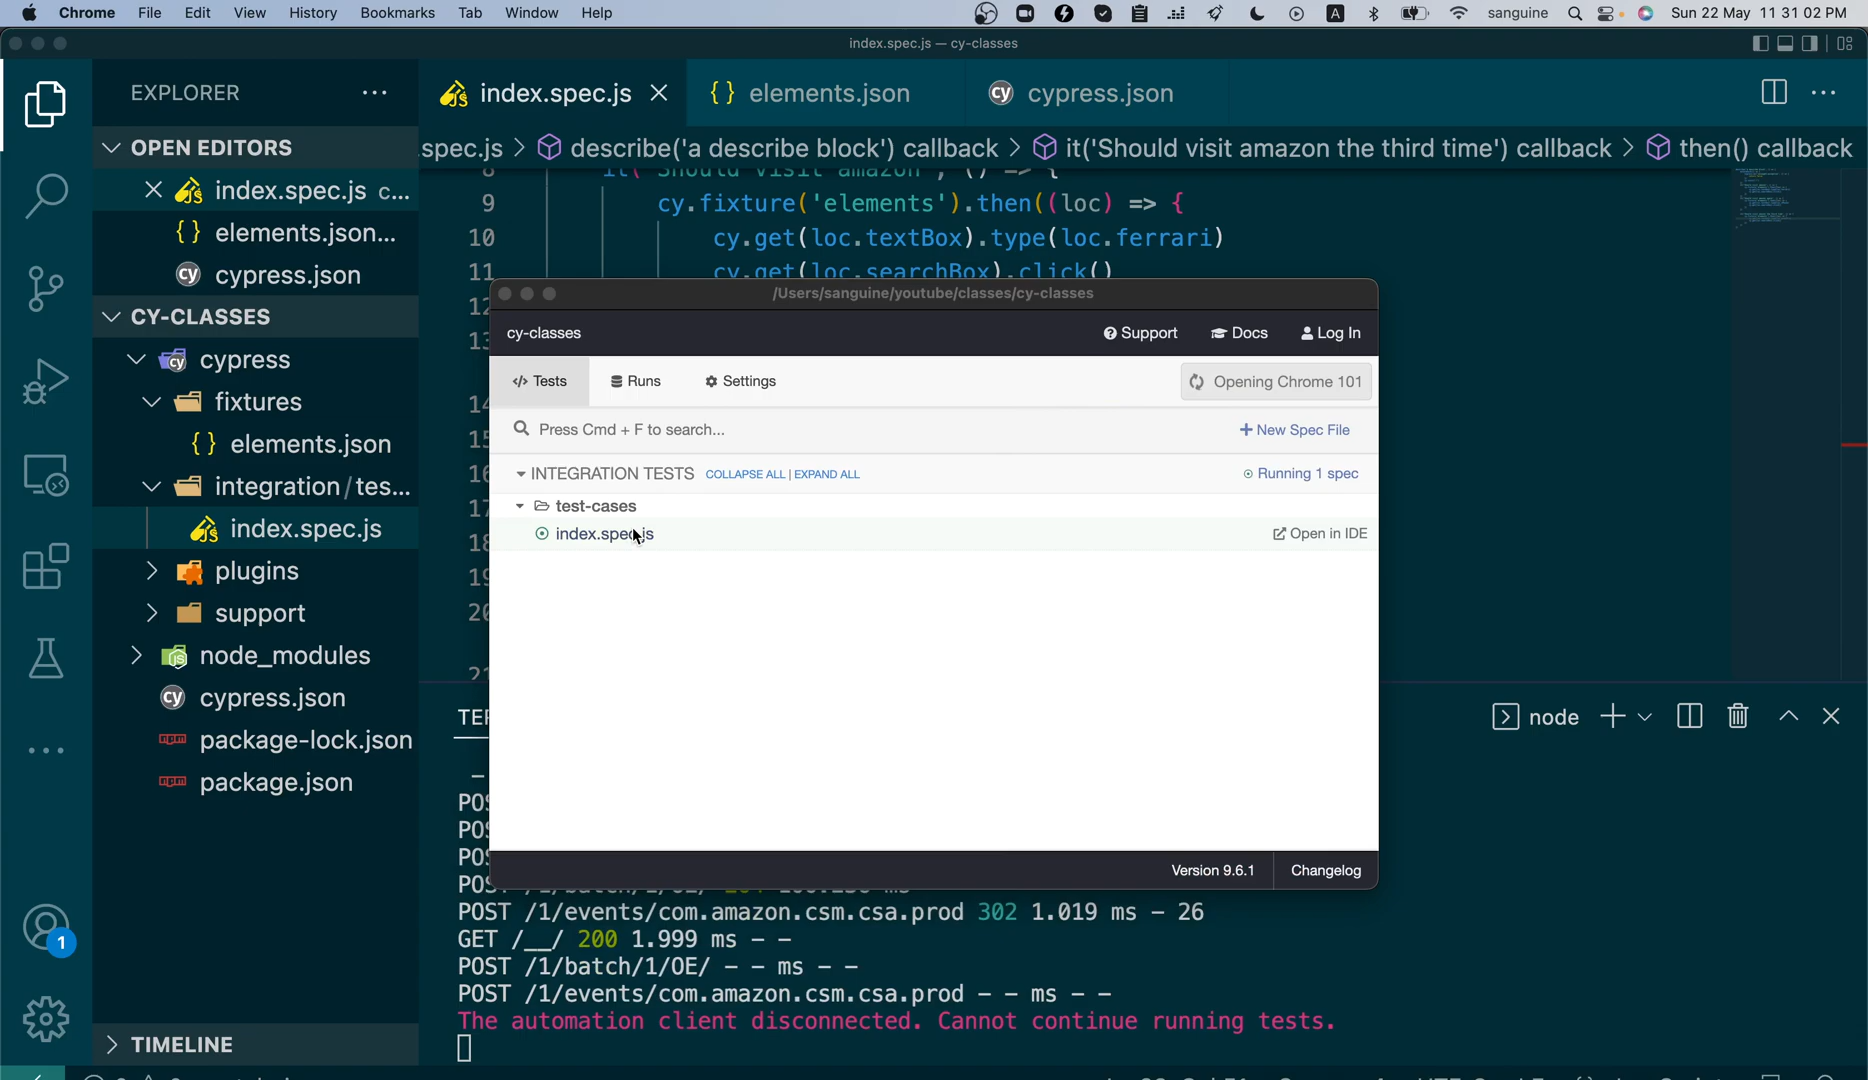 Chrome File Edit View History Bookmarks Tab Window Help sanguine Sun 22 May 11 31 02 PM
index.spec.js — cy-classes
EXPLORER
index.spec.js
elements.json
cypress.json
OPEN EDITORS
spec.js > describe('a describe block') callback > it('Should visit amazon the third time') callback > then() callback
index.spec.js c...
elements.json...
cypress.json
9 cy.fixture('elements').then((loc) => {
10 cy.get(loc.textBox).type(loc.ferrari)
11 cy.get(loc.searchBox).click()
CY-CLASSES
cypress
fixtures
elements.json
integration/tes...
index.spec.js
plugins
support
node_modules
cypress.json
package-lock.json
package.json
TIMELINE
1
/Users/sanguine/youtube/classes/cy-classes
cy-classes
Support Docs Log In
</> Tests Runs Settings Opening Chrome 101
Press Cmd + F to search...
+ New Spec File
INTEGRATION TESTS COLLAPSE ALL | EXPAND ALL
Running 1 spec
test-cases
index.spec.js
Open in IDE
Version 9.6.1 Changelog
node
POST /1/events/com.amazon.csm.csa.prod 302 1.019 ms - 26
GET /__/ 200 1.999 ms - -
POST /1/batch/1/OE/ - - ms - -
POST /1/events/com.amazon.csm.csa.prod - - ms - -
The automation client disconnected. Cannot continue running tests.